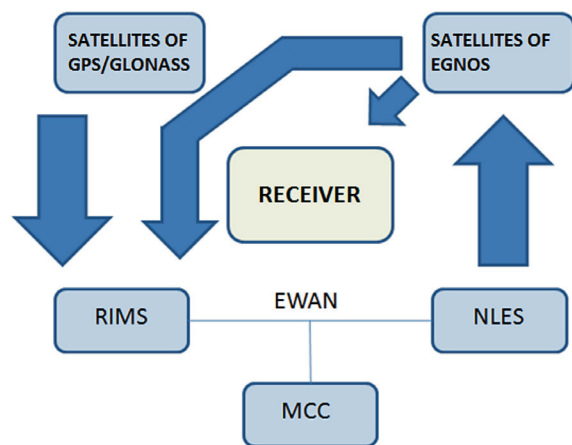 SATELLITES OF
GPS/GLONASS
SATELLITES OF
EGNOS
RECEIVER
RIMS
EWAN
NLES
MCC